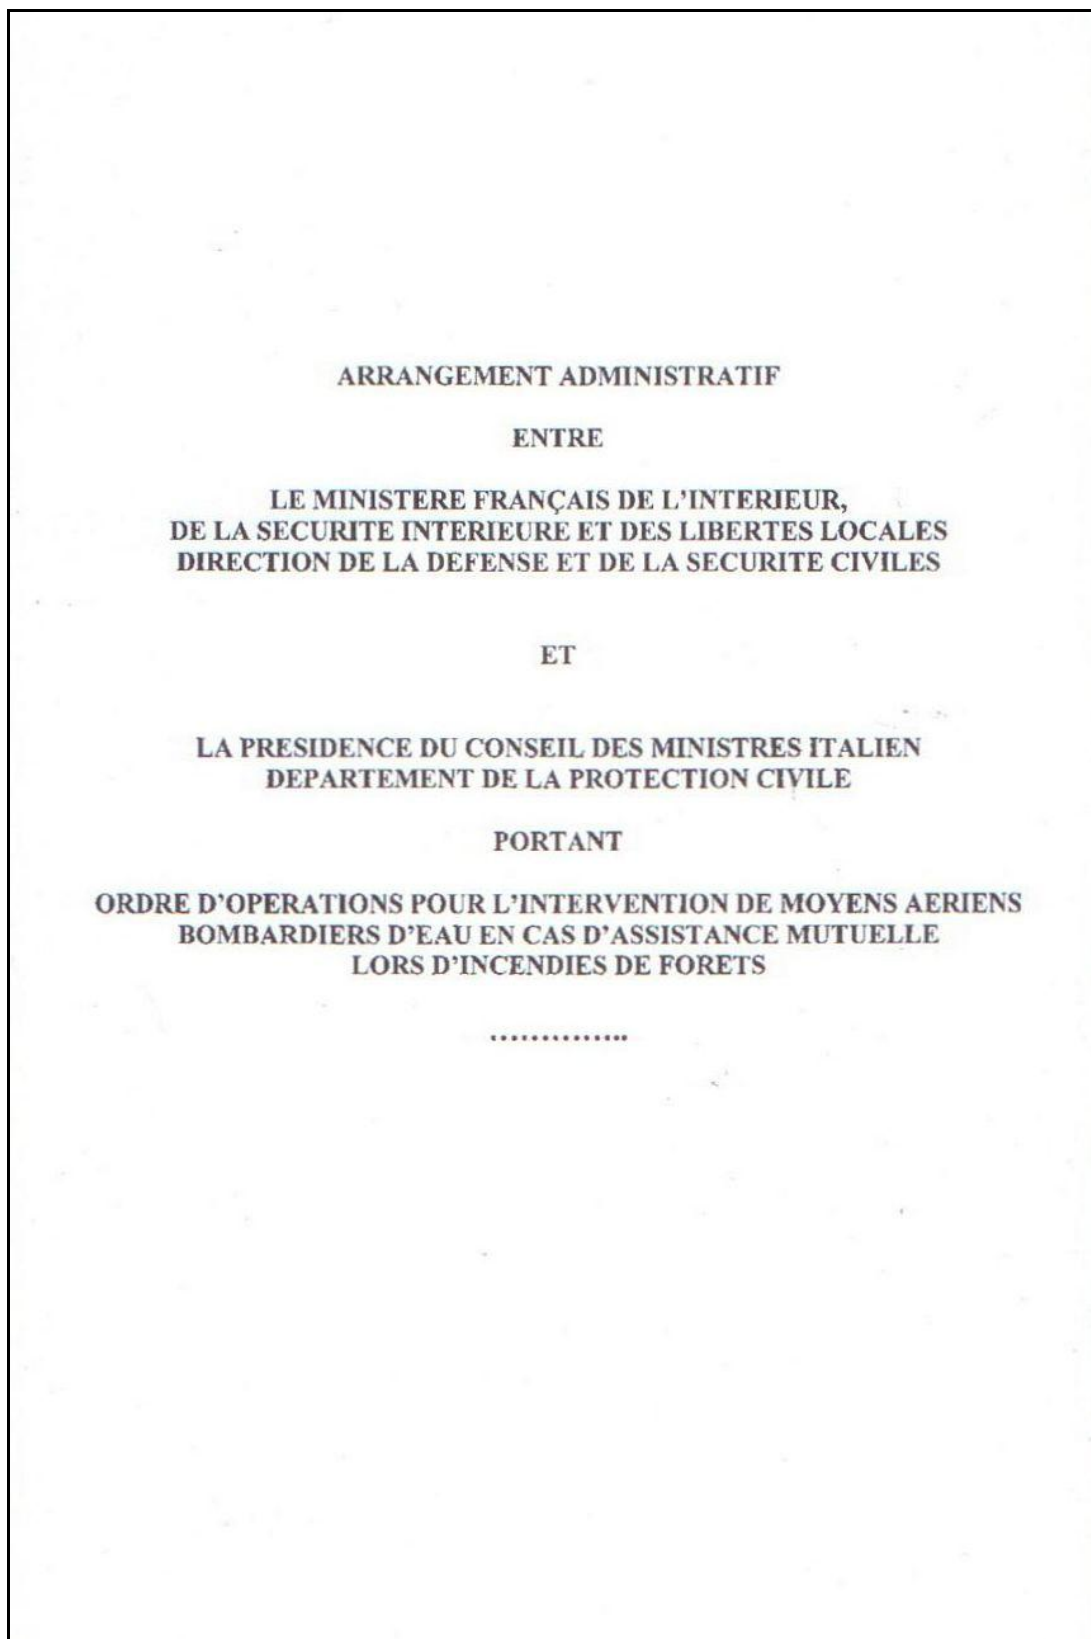 ARRANGEMENT ADMINISTRATIF
ENTRE
LE MINISTERE FRANÇAIS DE L'INTERIEUR,
DE LA SECURITE INTERIEURE ET DES LIBERTES LOCALES
DIRECTION DE LA DEFENSE ET DE LA SECURITE CIVILES
ET
LA PRESIDENCE DU CONSEIL DES MINISTRES ITALIEN
DEPARTEMENT DE LA PROTECTION CIVILE
PORTANT
ORDRE D'OPERATIONS POUR L'INTERVENTION DE MOYENS AERIENS
BOMBARDIERS D'EAU EN CAS D'ASSISTANCE MUTUELLE
LORS D'INCENDIES DE FORETS
..............